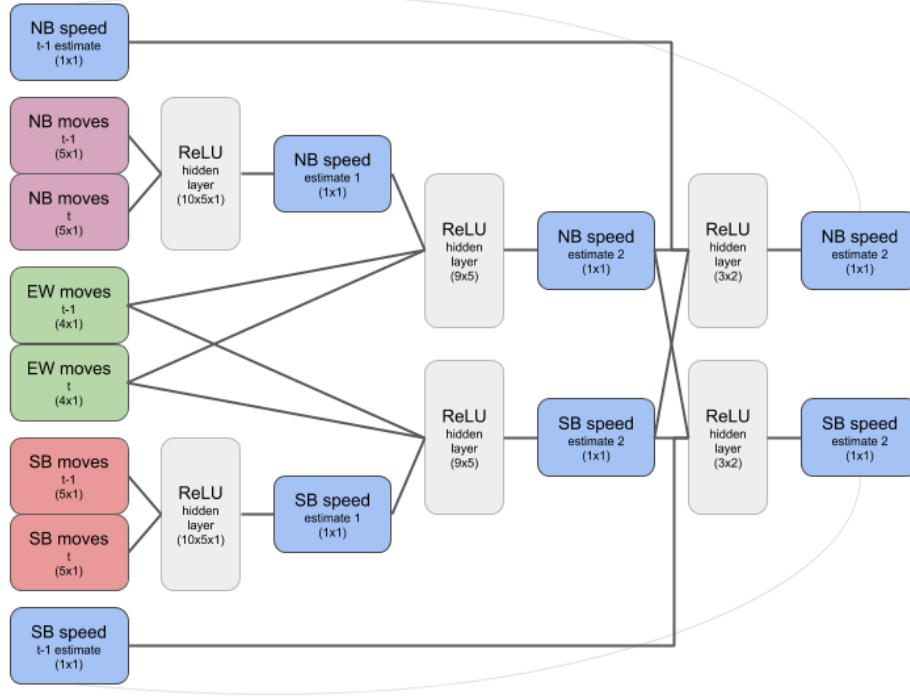 NB speed
t-1 estimate
(1x1)
NB moves
t-1
(5x1)
NB moves
t
(5x1)
ReLU
hidden
layer
(10x5x1)
NB speed
estimate 1
(1x1)
ReLU
hidden
layer
(9x5)
NB speed
estimate 2
(1x1)
ReLU
hidden
layer
(3x2)
NB speed
estimate 2
(1x1)
EW moves
t-1
(4x1)
EW moves
t
(4x1)
SB moves
t-1
(5x1)
SB moves
t
(5x1)
ReLU
hidden
layer
(10x5x1)
SB speed
estimate 1
(1x1)
ReLU
hidden
layer
(9x5)
SB speed
estimate 2
(1x1)
ReLU
hidden
layer
(3x2)
SB speed
estimate 2
(1x1)
SB speed
t-1 estimate
(1x1)